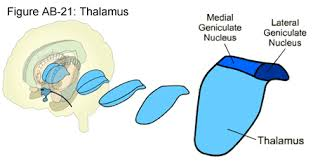 Figure AB-21: Thalamus
Medial
Geniculate
Nucleus
Lateral
Geniculate
Nucleus
Thalamus